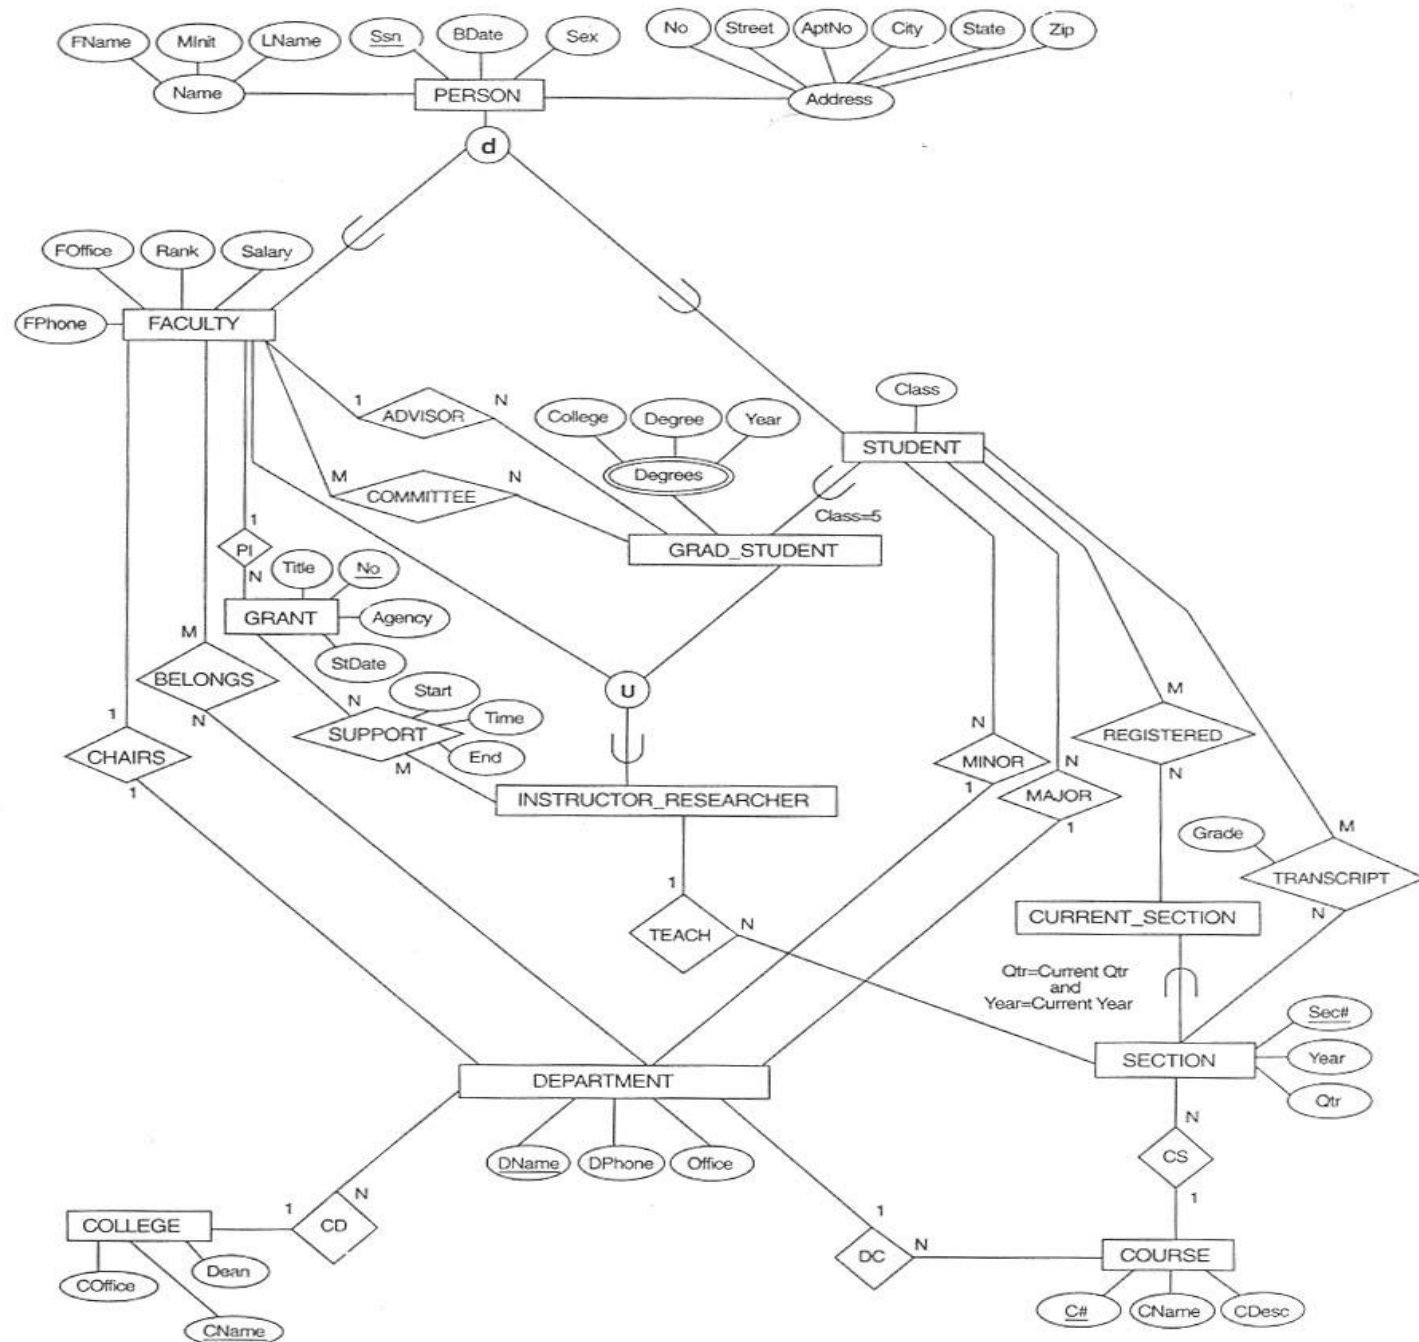 FName
MInit
LName
Ssn
BDate
Sex
No
Street
AptNo
City
State
Zip
Name
PERSON
Address
d
FOffice
Rank
Salary
FPhone
FACULTY
Class
1
ADVISOR
N
College
Degree
Year
STUDENT
Degrees
M
COMMITTEE
N
Class=5
GRAD_STUDENT
1
PI
N
Title
No
GRANT
Agency
StDate
M
BELONGS
N
U
Start
Time
End
N
SUPPORT
M
1
CHAIRS
1
INSTRUCTOR_RESEARCHER
N
MINOR
1
N
MAJOR
1
M
REGISTERED
N
Grade
M
TRANSCRIPT
N
1
TEACH
N
CURRENT_SECTION
Qtr=Current Qtr
and
Year=Current Year
Sec#
SECTION
Year
Qtr
DEPARTMENT
DName
DPhone
Office
N
CS
1
COLLEGE
1
CD
N
COffice
Dean
CName
1
DC
N
COURSE
C#
CName
CDesc